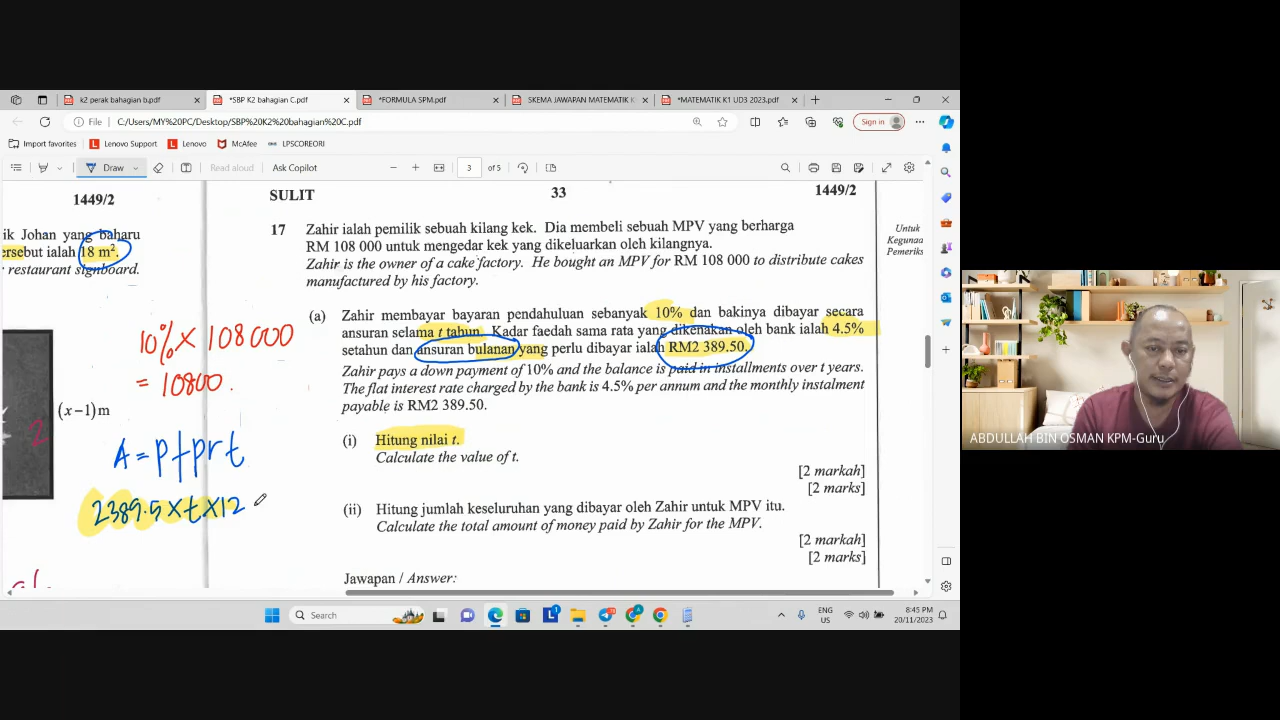 k2 perak bahagian b.pdf
*SBP K2 bahagian C.pdf
*FORMULA SPM.pdf
SKEMA JAWAPAN MATEMATIK K
*MATEMATIK K1 UD3 2023.pdf
File
C:/Users/MY%20PC/Desktop/SBP%20K2%20bahagian%20C.pdf
Sign in
Import favorites
Lenovo Support
Lenovo
McAfee
LPSCOREORI
Draw
Read aloud
Ask Copilot
3
of 5
1449/2
ik Johan yang baharu
ersebut ialah 18 m².
restaurant signboard.
(x−1) m
2
10% × 108000
= 10800.
A = P + prt
2389.5 × t × 12
SULIT
33
1449/2
Untuk
Kegunaa
Pemeriks
17 Zahir ialah pemilik sebuah kilang kek. Dia membeli sebuah MPV yang berharga
RM 108 000 untuk mengedar kek yang dikeluarkan oleh kilangnya.
Zahir is the owner of a cake factory. He bought an MPV for RM 108 000 to distribute cakes
manufactured by his factory.
(a) Zahir membayar bayaran pendahuluan sebanyak 10% dan bakinya dibayar secara
ansuran selama t tahun. Kadar faedah sama rata yang dikenakan oleh bank ialah 4.5%
setahun dan ansuran bulanan yang perlu dibayar ialah RM2 389.50.
Zahir pays a down payment of 10% and the balance is paid in installments over t years.
The flat interest rate charged by the bank is 4.5% per annum and the monthly instalment
payable is RM2 389.50.
(i) Hitung nilai t.
Calculate the value of t.
[2 markah]
[2 marks]
(ii) Hitung jumlah keseluruhan yang dibayar oleh Zahir untuk MPV itu.
Calculate the total amount of money paid by Zahir for the MPV.
[2 markah]
[2 marks]
Jawapan / Answer:
Search
ENG
US
8:45 PM
20/11/2023
ABDULLAH BIN OSMAN KPM-Guru